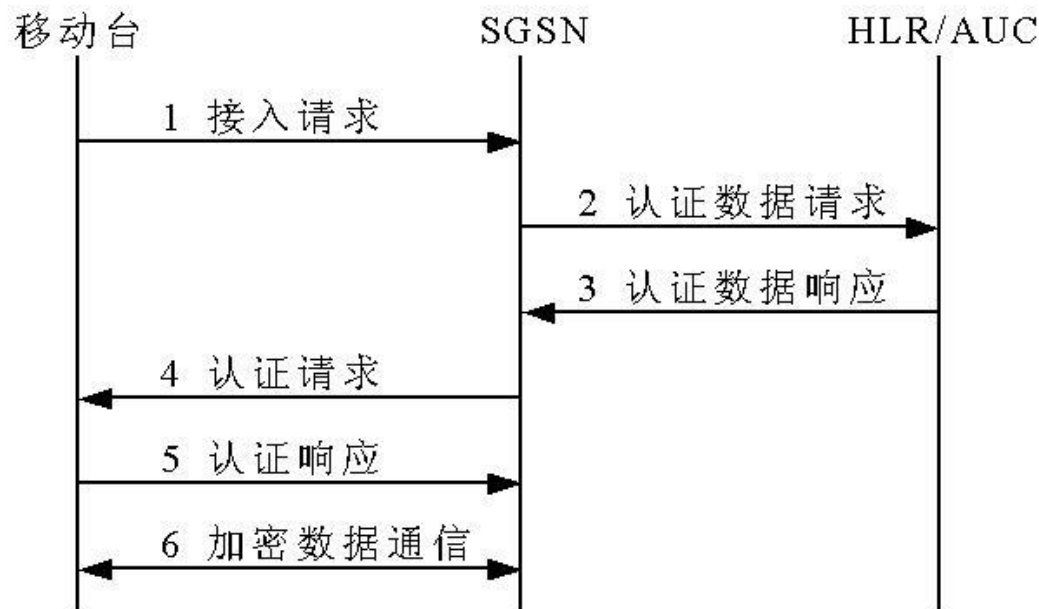 移动台 SGSN HLR/AUC
1 接入请求
2 认证数据请求
3 认证数据响应
4 认证请求
5 认证响应
6 加密数据通信